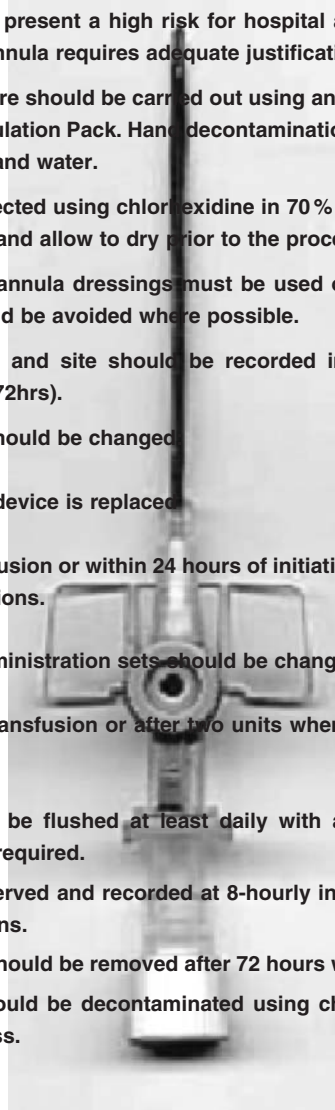 present a high risk for hospital a
nnula requires adequate justificati
re should be carried out using an
ulation Pack. Hand decontaminatio
and water.
ected using chlorhexidine in 70 %
and allow to dry prior to the proce
annula dressings must be used o
d be avoided where possible.
and site should be recorded in
72hrs).
hould be changed
device is replaced
usion or within 24 hours of initiati
ions.
ministration sets should be chang
ansfusion or after two units when
be flushed at least daily with a
required.
erved and recorded at 8-hourly in
ns.
hould be removed after 72 hours w
ould be decontaminated using ch
ss.